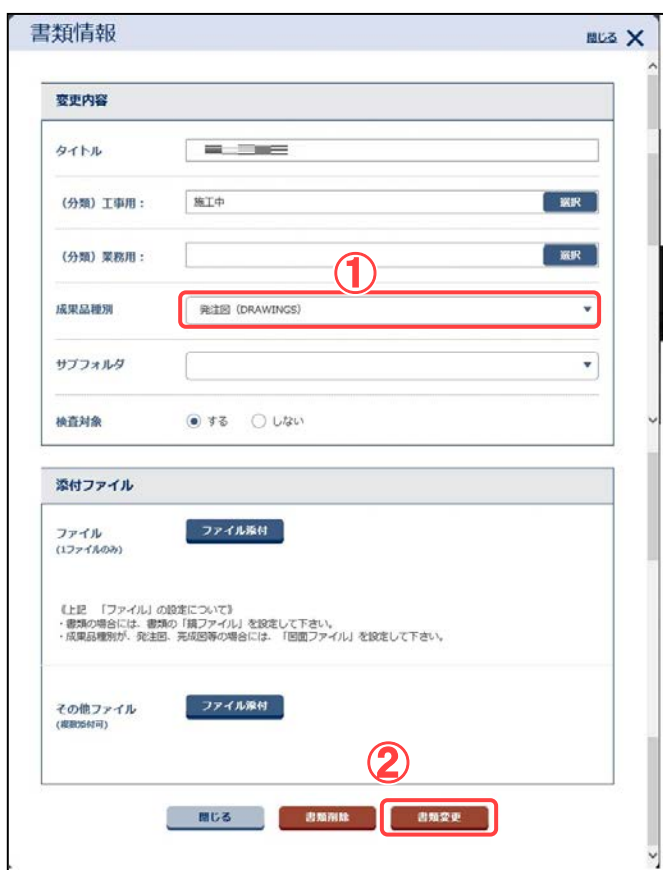 書類情報
閉じる X
変更内容
タイトル
(分類)工事用: 施工中 選択
(分類)業務用: 選択
①
成果品種別 発注図 (DRAWINGS)
サブフォルダ
検査対象 する しない
添付ファイル
ファイル ファイル添付
(1ファイルのみ)
《上記 「ファイル」の設定について》
・書類の場合には、書類の「鏡ファイル」を設定して下さい。
・成果品種別が、発注図、完成図等の場合には、「図面ファイル」を設定して下さい。
その他ファイル ファイル添付
(複数添付可)
②
閉じる 書類削除 書類変更